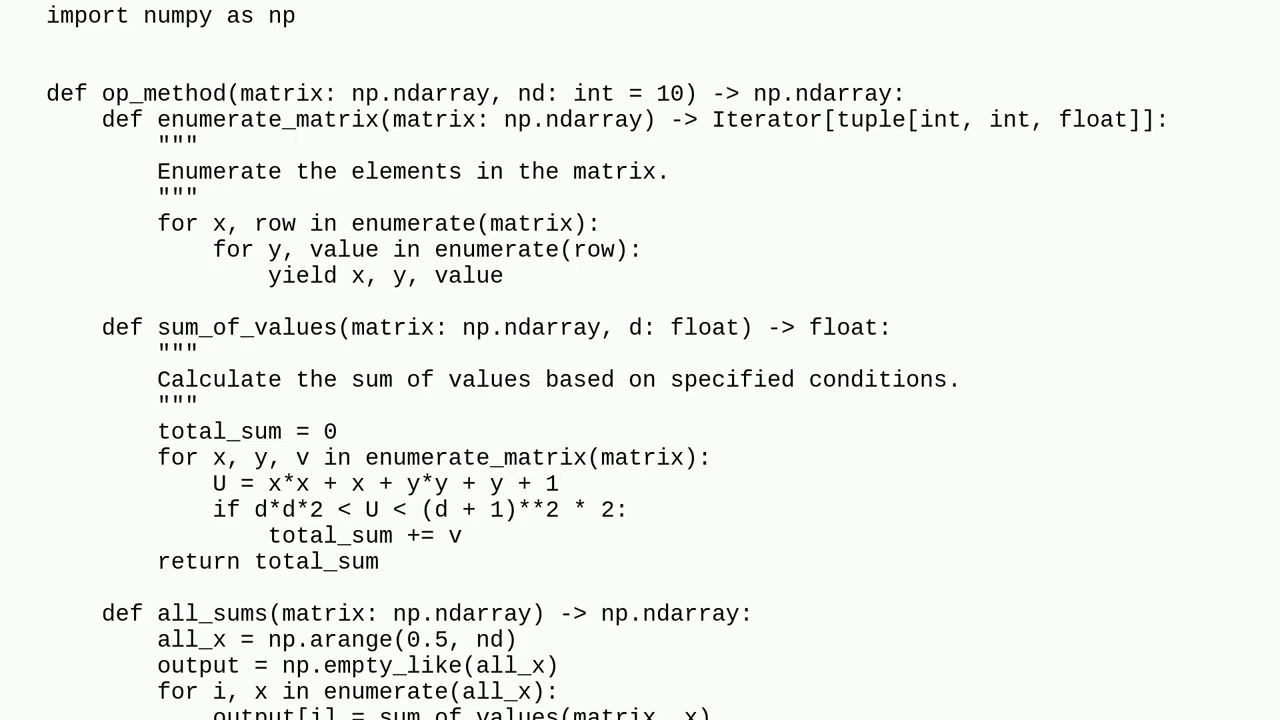 import numpy as np
def op_method(matrix: np.ndarray, nd: int = 10) -> np.ndarray:
    def enumerate_matrix(matrix: np.ndarray) -> Iterator[tuple[int, int, float]]:
        """
        Enumerate the elements in the matrix.
        """
        for x, row in enumerate(matrix):
            for y, value in enumerate(row):
                yield x, y, value
    def sum_of_values(matrix: np.ndarray, d: float) -> float:
        """
        Calculate the sum of values based on specified conditions.
        """
        total_sum = 0
        for x, y, v in enumerate_matrix(matrix):
            U = x*x + x + y*y + y + 1
            if d*d*2 < U < (d + 1)**2 * 2:
                total_sum += v
        return total_sum
    def all_sums(matrix: np.ndarray) -> np.ndarray:
        all_x = np.arange(0.5, nd)
        output = np.empty_like(all_x)
        for i, x in enumerate(all_x):
            output[i] = sum_of_values(matrix, x)